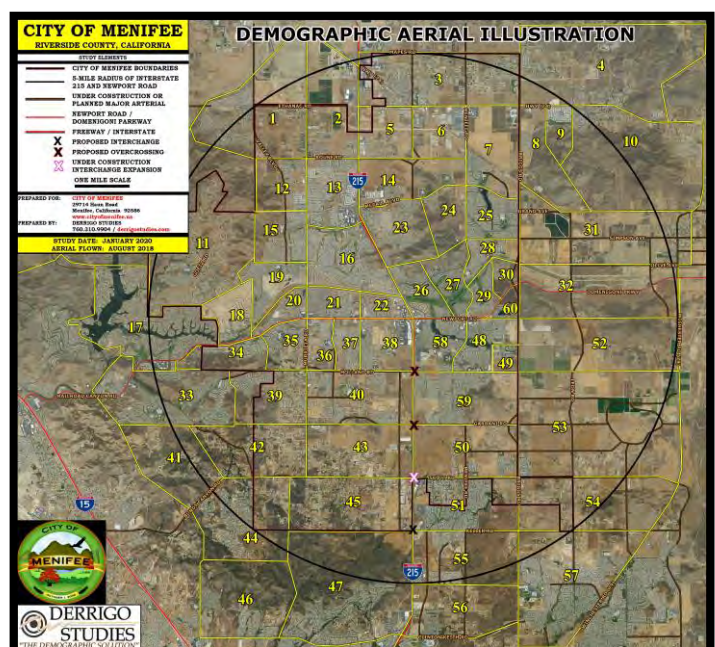 CITY OF MENIFEE
RIVERSIDE COUNTY, CALIFORNIA
STUDY ELEMENTS
CITY OF MENIFEE BOUNDARIES
5-MILE RADIUS OF INTERSTATE
215 AND NEWPORT ROAD
UNDER CONSTRUCTION OR
PLANNED MAJOR ARTERIAL
NEWPORT ROAD /
DOMENIGONI PARKWAY
FREEWAY / INTERSTATE
X PROPOSED INTERCHANGE
X PROPOSED OVERCROSSING
X UNDER CONSTRUCTION
INTERCHANGE EXPANSION
ONE MILE SCALE
PREPARED FOR: CITY OF MENIFEE
29714 Haun Road
Menifee, California 92586
www.cityofmenifee.us
PREPARED BY: DERRIGO STUDIES
760.210.9904 / derrigostudies.com
STUDY DATE: JANUARY 2020
AERIAL FLOWN: AUGUST 2018
DEMOGRAPHIC AERIAL ILLUSTRATION
3
4
1
2
5
6
7
8
9
10
12
13
215
14
11
15
23
24
25
31
16
28
19
20
21
22
26
27
29
30
32
60
17
18
34
35
36
37
38
58
48
49
52
33
39
40
59
41
42
43
50
53
15
45
51
54
44
46
47
215
55
56
57
CITY OF
MENIFEE
DERRIGO
STUDIES
"THE DEMOGRAPHIC SOLUTION"